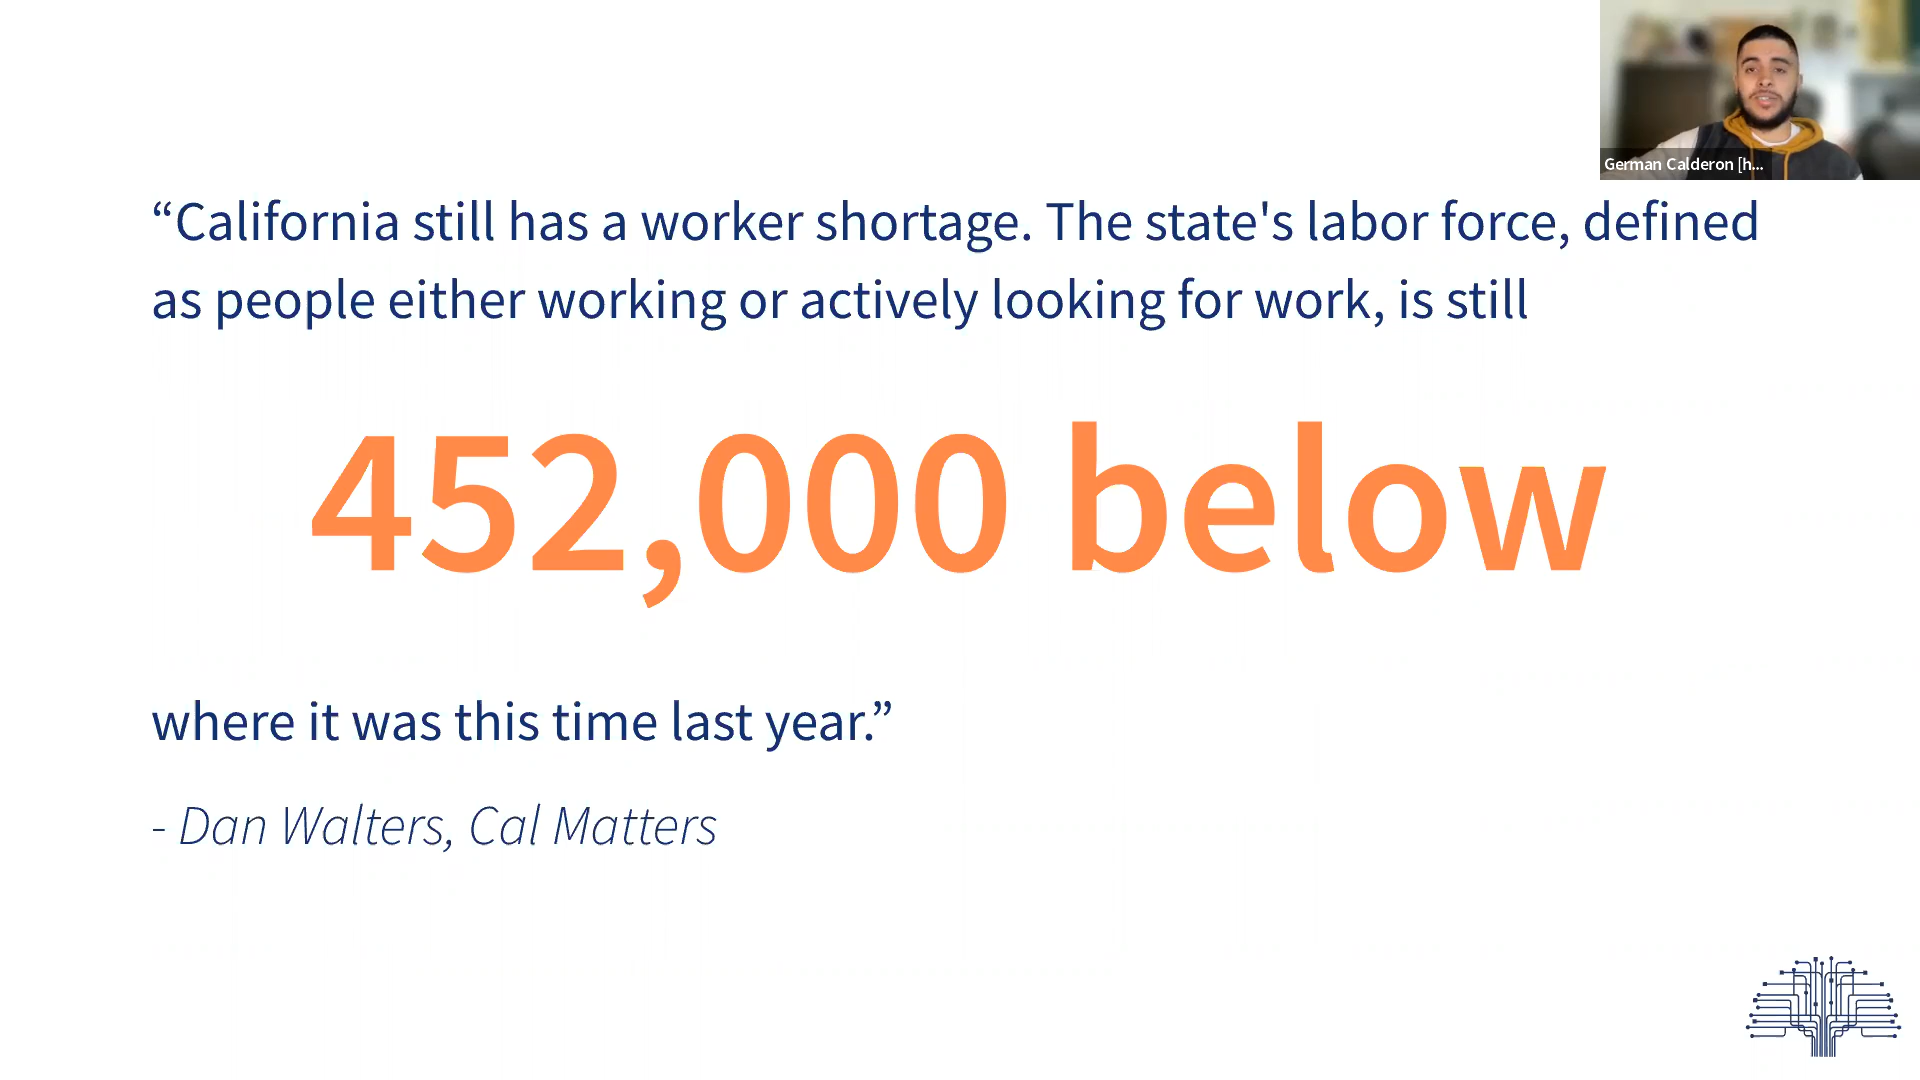 German Calderon [h...
“California still has a worker shortage. The state's labor force, defined
as people either working or actively looking for work, is still
452,000 below
where it was this time last year.”
- Dan Walters, Cal Matters